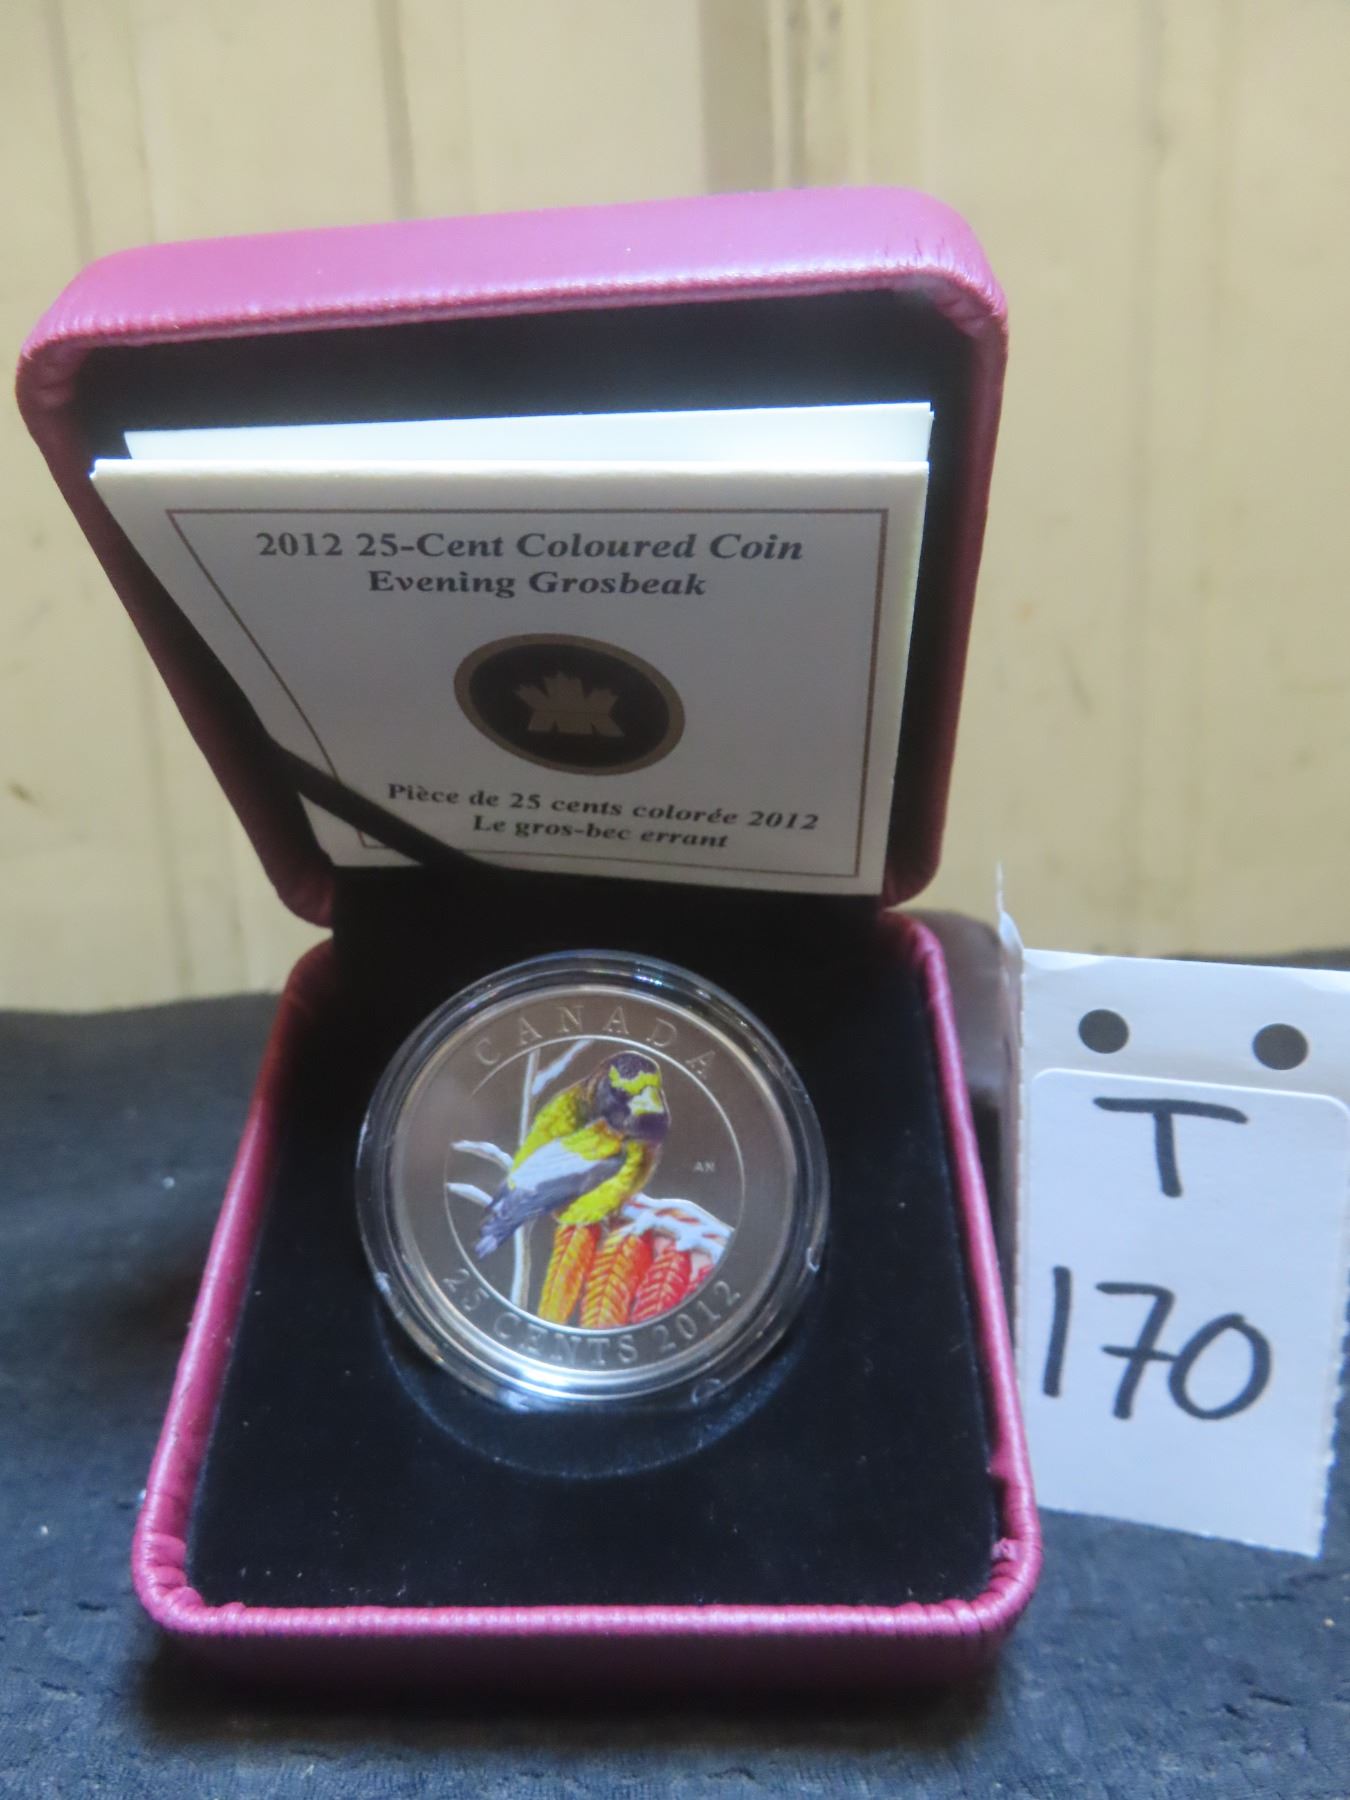 2012 25-Cent Coloured Coin
Evening Grosbeak
Pièce de 25 cents colorée 2012
Le gros-bec errant
CANADA
AN
25 CENTS 2012
T
170